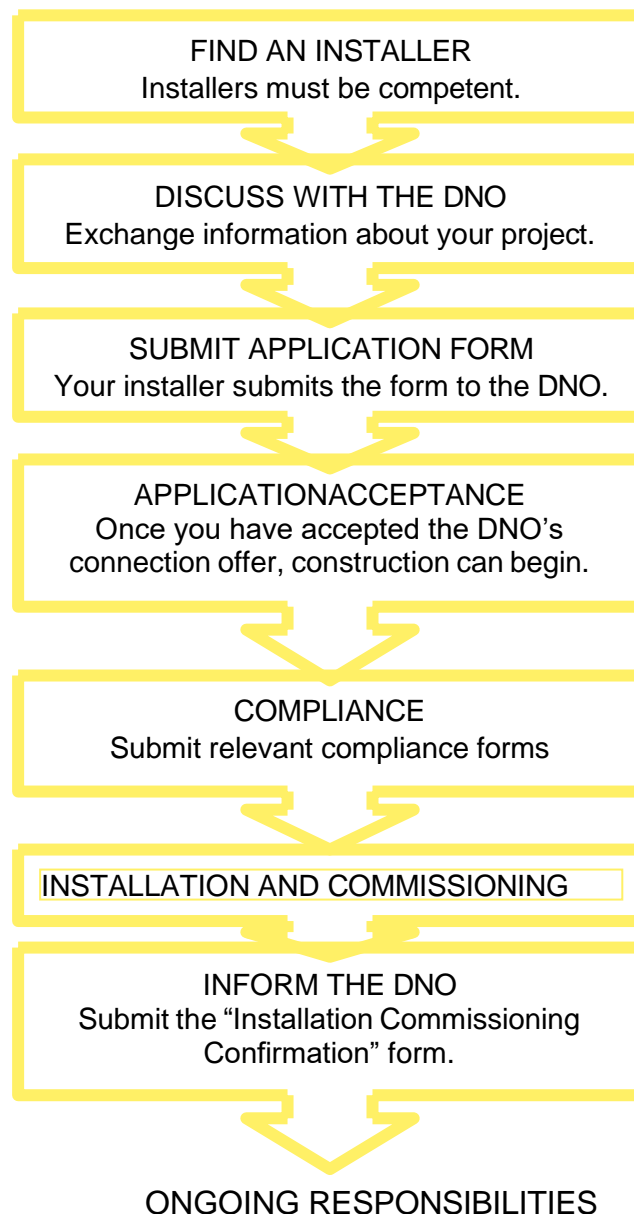 FIND AN INSTALLER
Installers must be competent.
DISCUSS WITH THE DNO
Exchange information about your project.
SUBMIT APPLICATION FORM
Your installer submits the form to the DNO.
APPLICATIONACCEPTANCE
Once you have accepted the DNO’s
connection offer, construction can begin.
COMPLIANCE
Submit relevant compliance forms
INSTALLATION AND COMMISSIONING
INFORM THE DNO
Submit the “Installation Commissioning
Confirmation” form.
ONGOING RESPONSIBILITIES